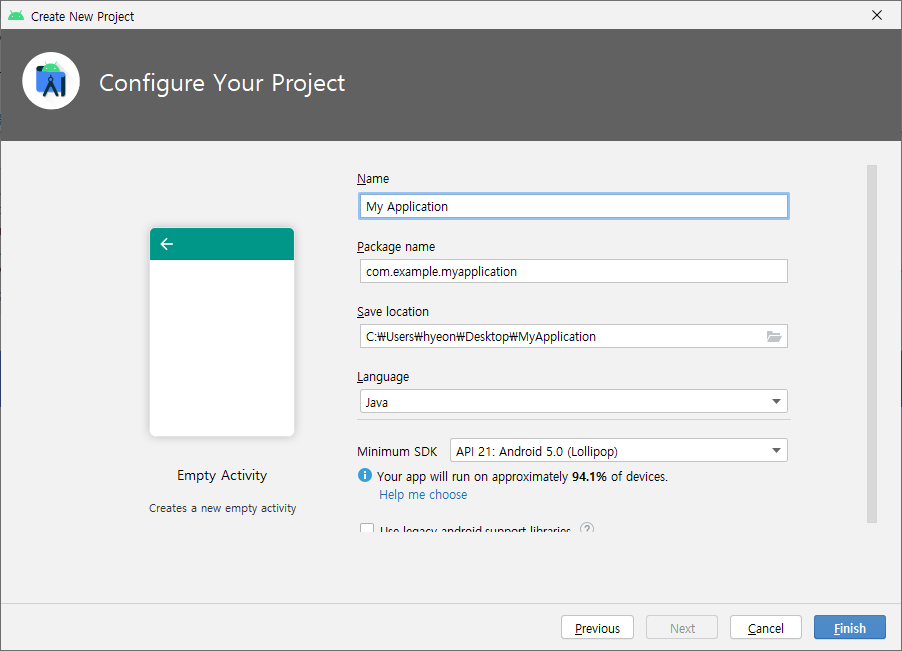 Create New Project
Configure Your Project
Name
My Application
Package name
com.example.myapplication
Save location
C:₩Users₩hyeon₩Desktop₩MyApplication
Language
Java
Minimum SDK
API 21: Android 5.0 (Lollipop)
Your app will run on approximately 94.1% of devices.
Help me choose
Use legacy android.support libraries
?
Empty Activity
Creates a new empty activity
Previous
Next
Cancel
Finish